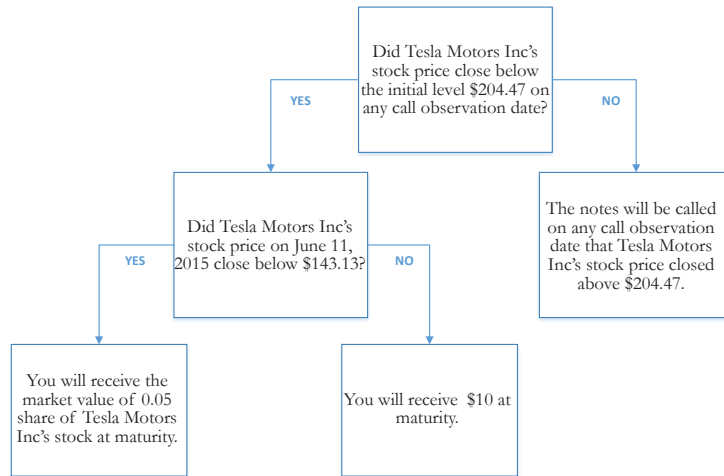 Did Tesla Motors Inc's
stock price close below
the initial level $204.47 on
any call observation date?
YES
NO
Did Tesla Motors Inc's
stock price on June 11,
2015 close below $143.13?
The notes will be called
on any call observation
date that Tesla Motors
Inc's stock price closed
above $204.47.
YES
NO
You will receive the
market value of 0.05
share of Tesla Motors
Inc's stock at maturity.
You will receive $10 at
maturity.